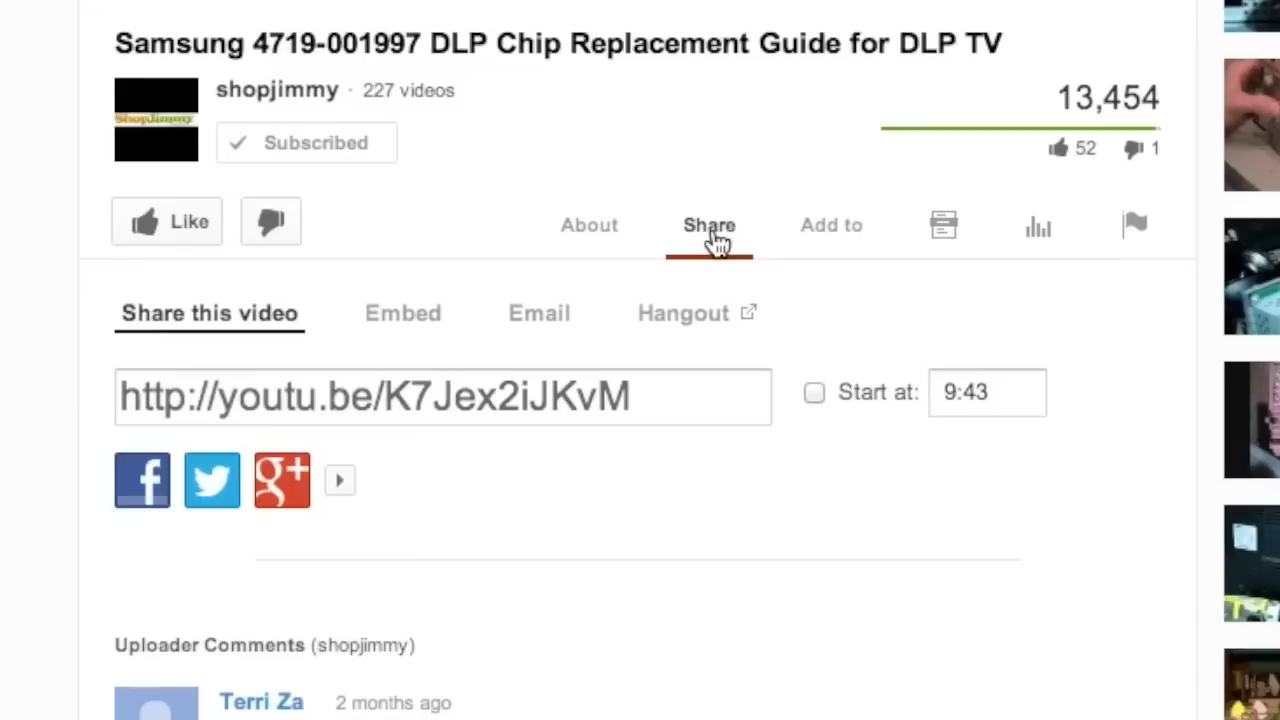 Samsung 4719-001997 DLP Chip Replacement Guide for DLP TV
ShopJimmy
shopjimmy · 227 videos
13,454
Subscribed
52 1
Like
About Share Add to
Share this video Embed Email Hangout
http://youtu.be/K7Jex2iJKvM
Start at: 9:43
f g+
Uploader Comments (shopjimmy)
Terri Za 2 months ago